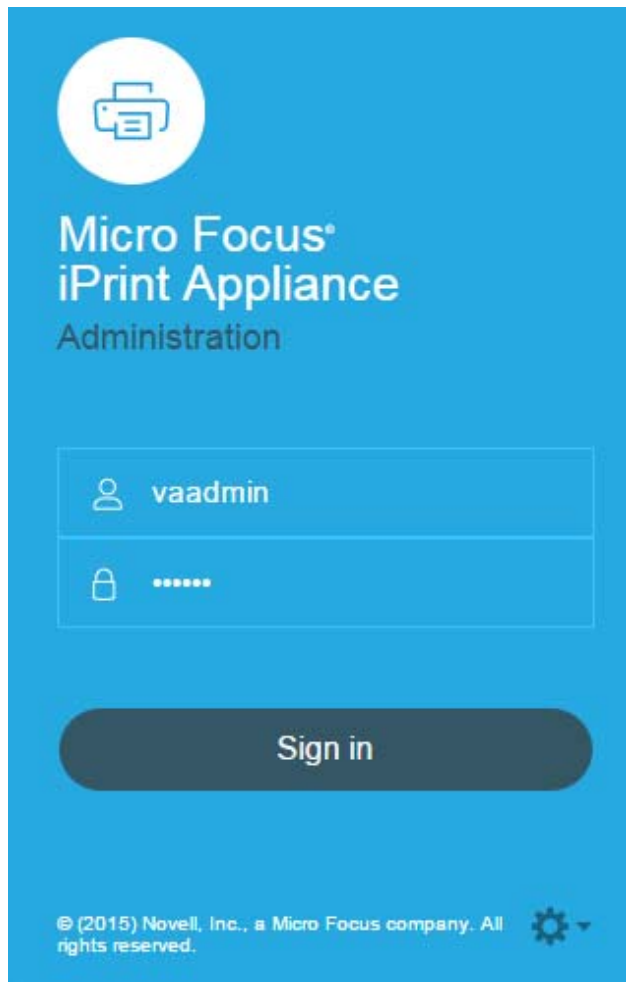 Micro Focus®
iPrint Appliance
Administration
vaadmin
••••••
Sign in
© (2015) Novell, Inc., a Micro Focus company. All
rights reserved.